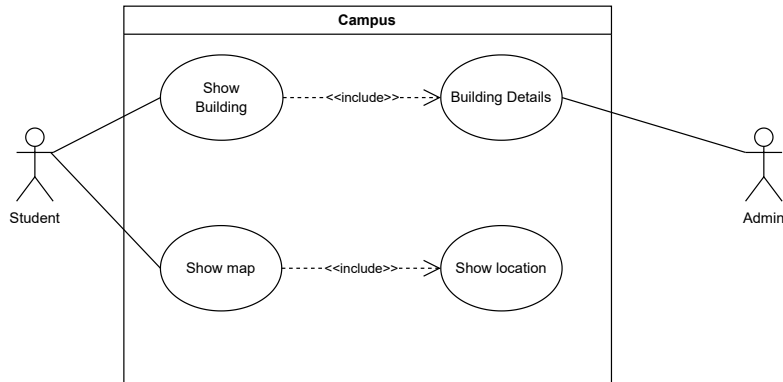 Campus
Show
Building
<<include>>
Building Details
Student
Admin
Show map
<<include>>
Show location